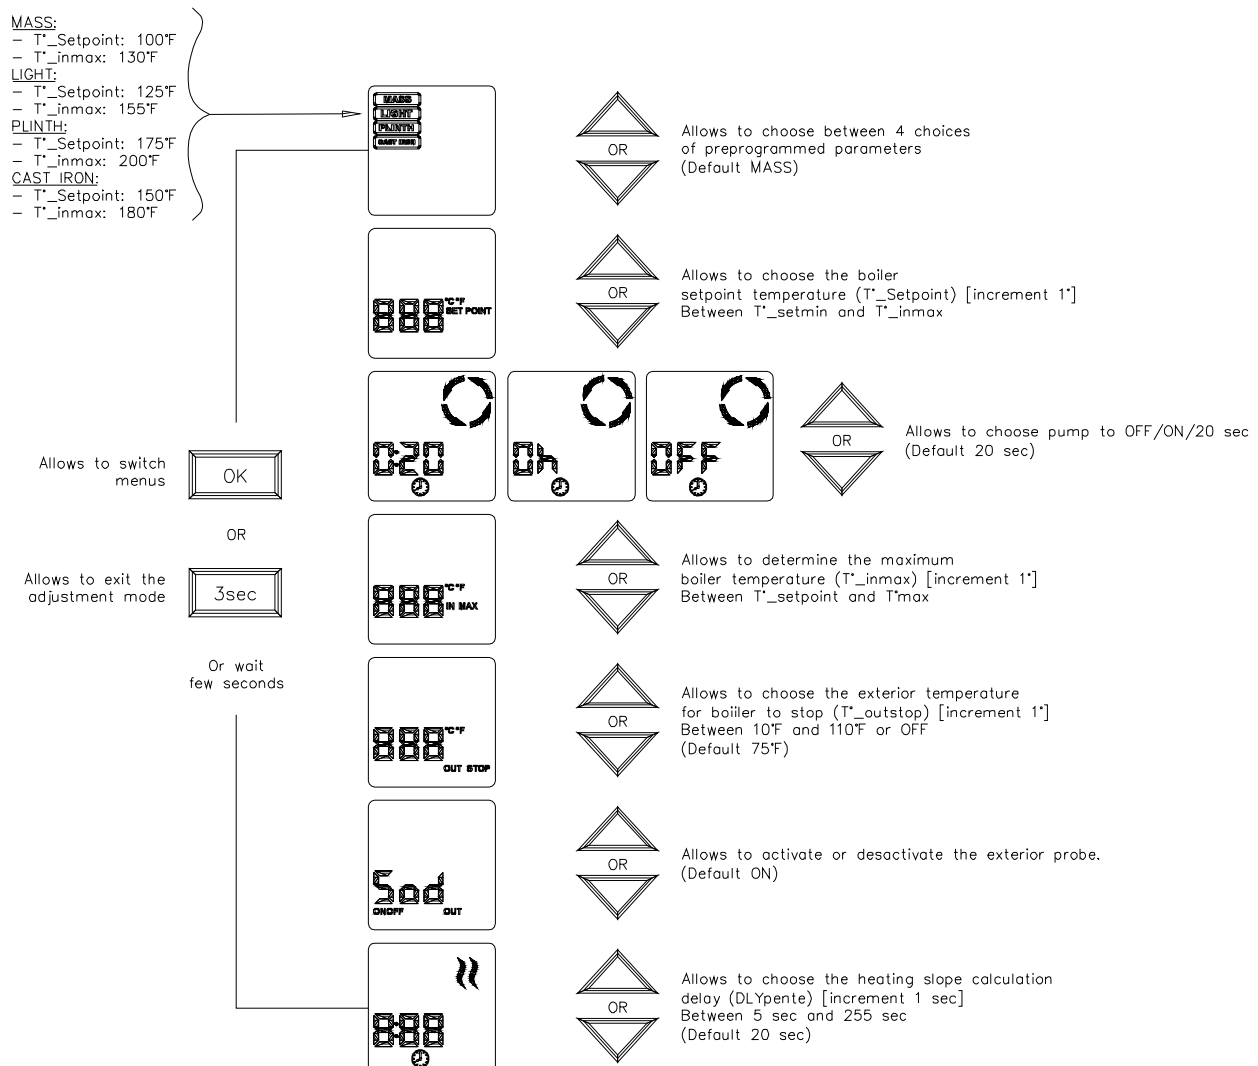 MASS:
- T°_Setpoint: 100°F
- T°_inmax: 130°F
LIGHT:
- T°_Setpoint: 125°F
- T°_inmax: 155°F
PLINTH:
- T°_Setpoint: 175°F
- T°_inmax: 200°F
CAST IRON:
- T°_Setpoint: 150°F
- T°_inmax: 180°F
MASS
LIGHT
PLINTH
CAST IRON
OR
Allows to choose between 4 choices
of preprogrammed parameters
(Default MASS)
888 °C °F
SET POINT
OR
Allows to choose the boiler
setpoint temperature (T°_Setpoint) [increment 1°]
Between T°_setmin and T°_inmax
0:20
On
OFF
OR
Allows to choose pump to OFF/ON/20 sec
(Default 20 sec)
Allows to switch
menus
OK
OR
Allows to exit the
adjustment mode
3sec
Or wait
few seconds
888 °C °F
IN MAX
OR
Allows to determine the maximum
boiler temperature (T°_inmax) [increment 1°]
Between T°_setpoint and T°max
888 °C °F
OUT STOP
OR
Allows to choose the exterior temperature
for boiiler to stop (T°_outstop) [increment 1°]
Between 10°F and 110°F or OFF
(Default 75°F)
Sod
ONOFF OUT
OR
Allows to activate or desactivate the exterior probe.
(Default ON)
8:88
OR
Allows to choose the heating slope calculation
delay (DLYpente) [increment 1 sec]
Between 5 sec and 255 sec
(Default 20 sec)